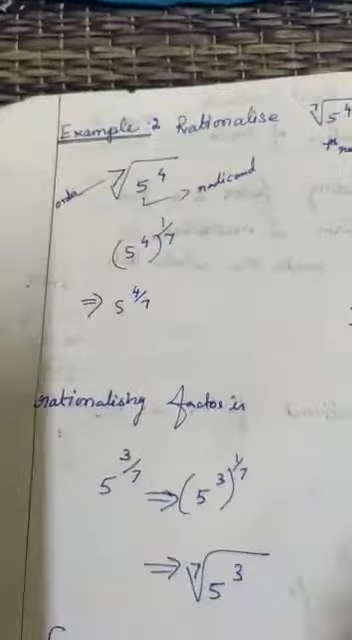 Example: 2 Rationalise ⁷√5⁴
⁷√5⁴
order radicand
(5⁴)^1/7
⇒ 5^4/7
rationalising factor is
:
5^3/7 ⇒ (5³)^1/7
⇒ ⁷√5³